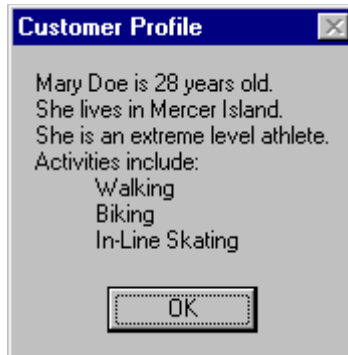 Customer Profile
Mary Doe is 28 years old.
She lives in Mercer Island.
She is an extreme level athlete.
Activities include:
Walking
Biking
In-Line Skating
OK